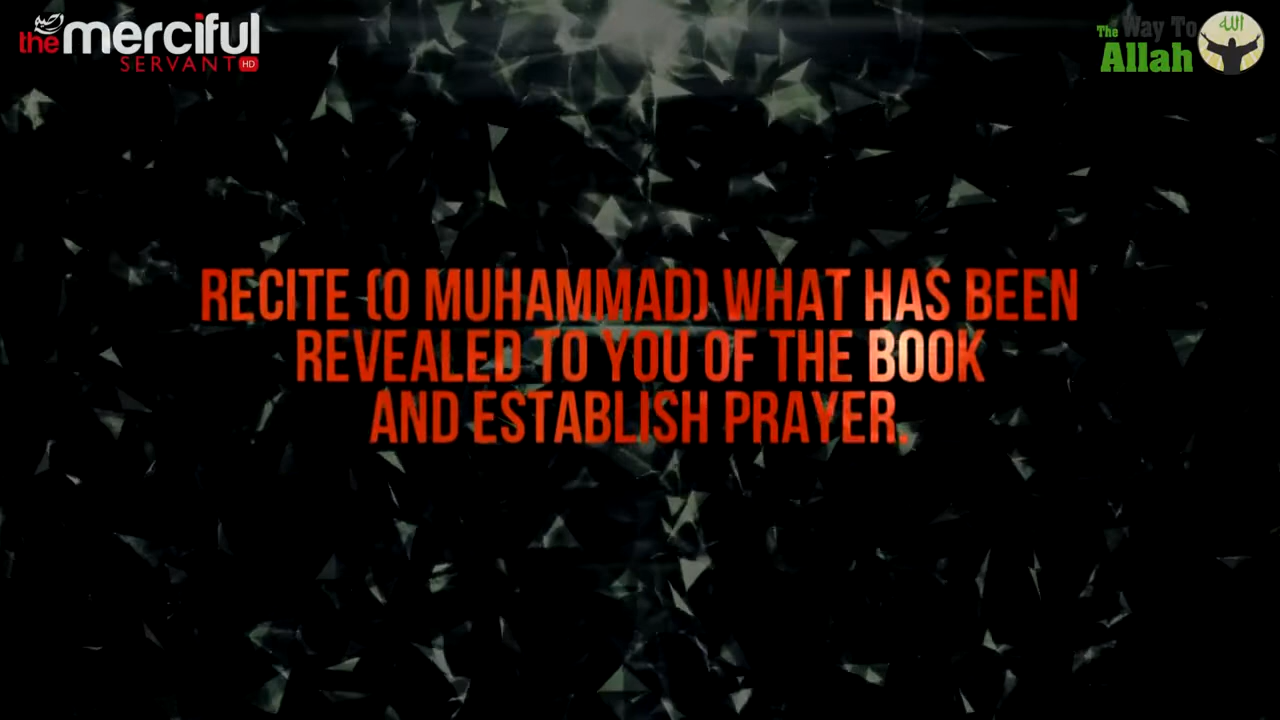 the merciful
SERVANT HD
The Way To
Allah
الله
RECITE (O MUHAMMAD) WHAT HAS BEEN
REVEALED TO YOU OF THE BOOK
AND ESTABLISH PRAYER.